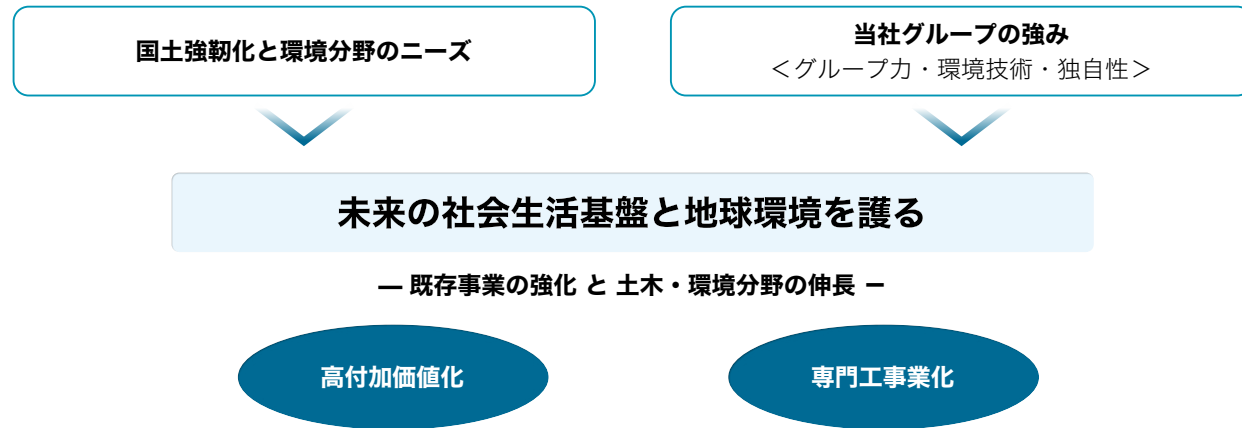 国土強靭化と環境分野のニーズ
当社グループの強み
＜グループ力・環境技術・独自性＞
未来の社会生活基盤と地球環境を護る
― 既存事業の強化 と 土木・環境分野の伸長 ー
高付加価値化
専門工事業化